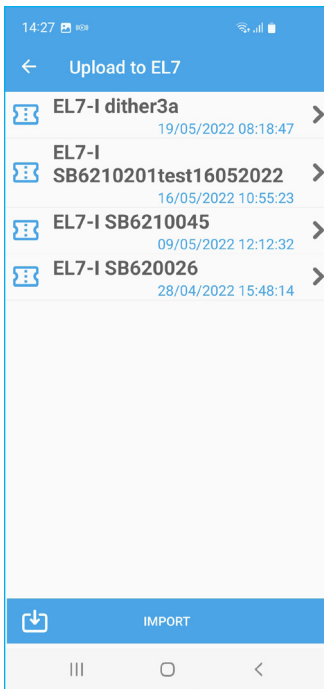 14:27
Upload to EL7
EL7-I dither3a
19/05/2022 08:18:47
EL7-I
SB6210201test16052022
16/05/2022 10:55:23
EL7-I SB6210045
09/05/2022 12:12:32
EL7-I SB620026
28/04/2022 15:48:14
IMPORT